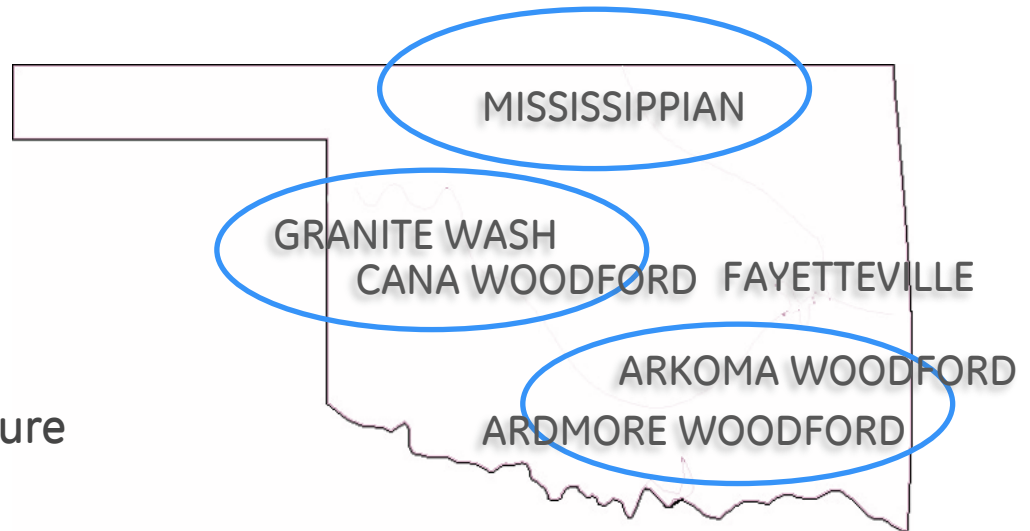 MISSISSIPPIAN
GRANITE WASH
CANA WOODFORD
FAYETTEVILLE
ARKOMA WOODFORD
ure
ARDMORE WOODFORD